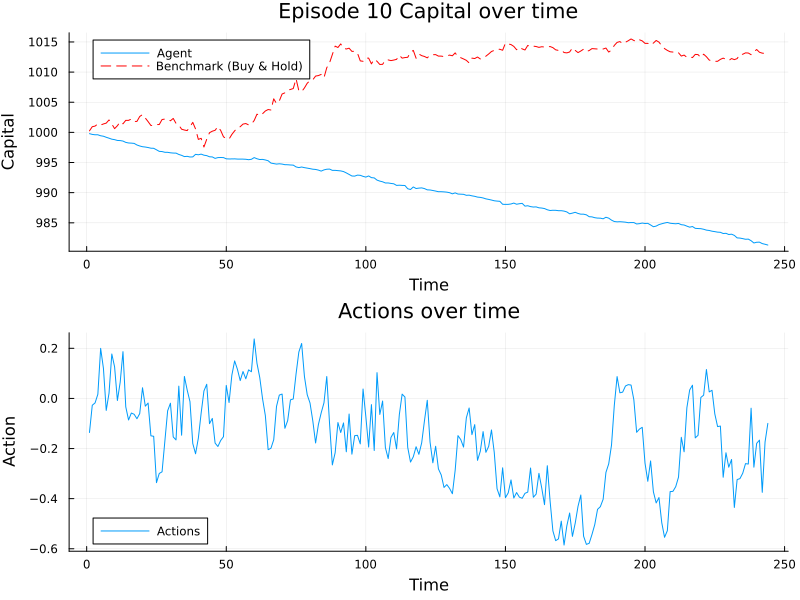 Episode 10 Capital over time
Capital
1015
1010
1005
1000
995
990
985
Agent
Benchmark (Buy & Hold)
0 50 100 150 200 250
Time
Actions over time
Action
0.2
0.0
−0.2
−0.4
−0.6
Actions
0 50 100 150 200 250
Time